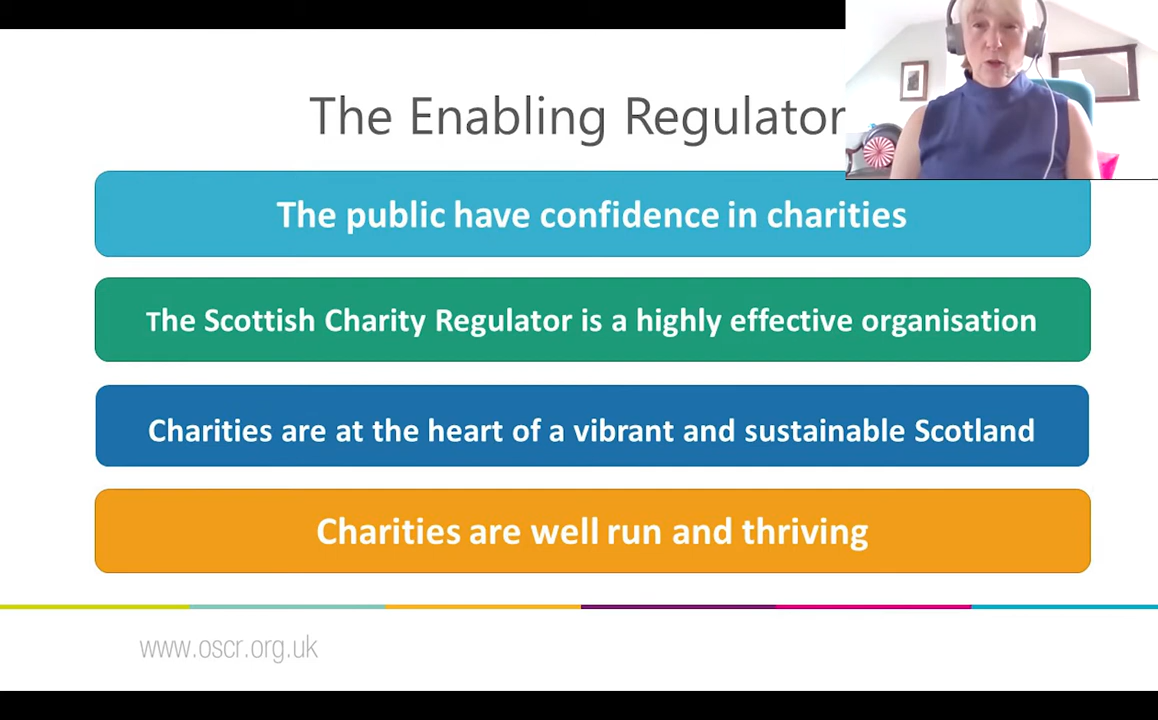 The Enabling Regulator
The public have confidence in charities
The Scottish Charity Regulator is a highly effective organisation
Charities are at the heart of a vibrant and sustainable Scotland
Charities are well run and thriving
www.oscr.org.uk